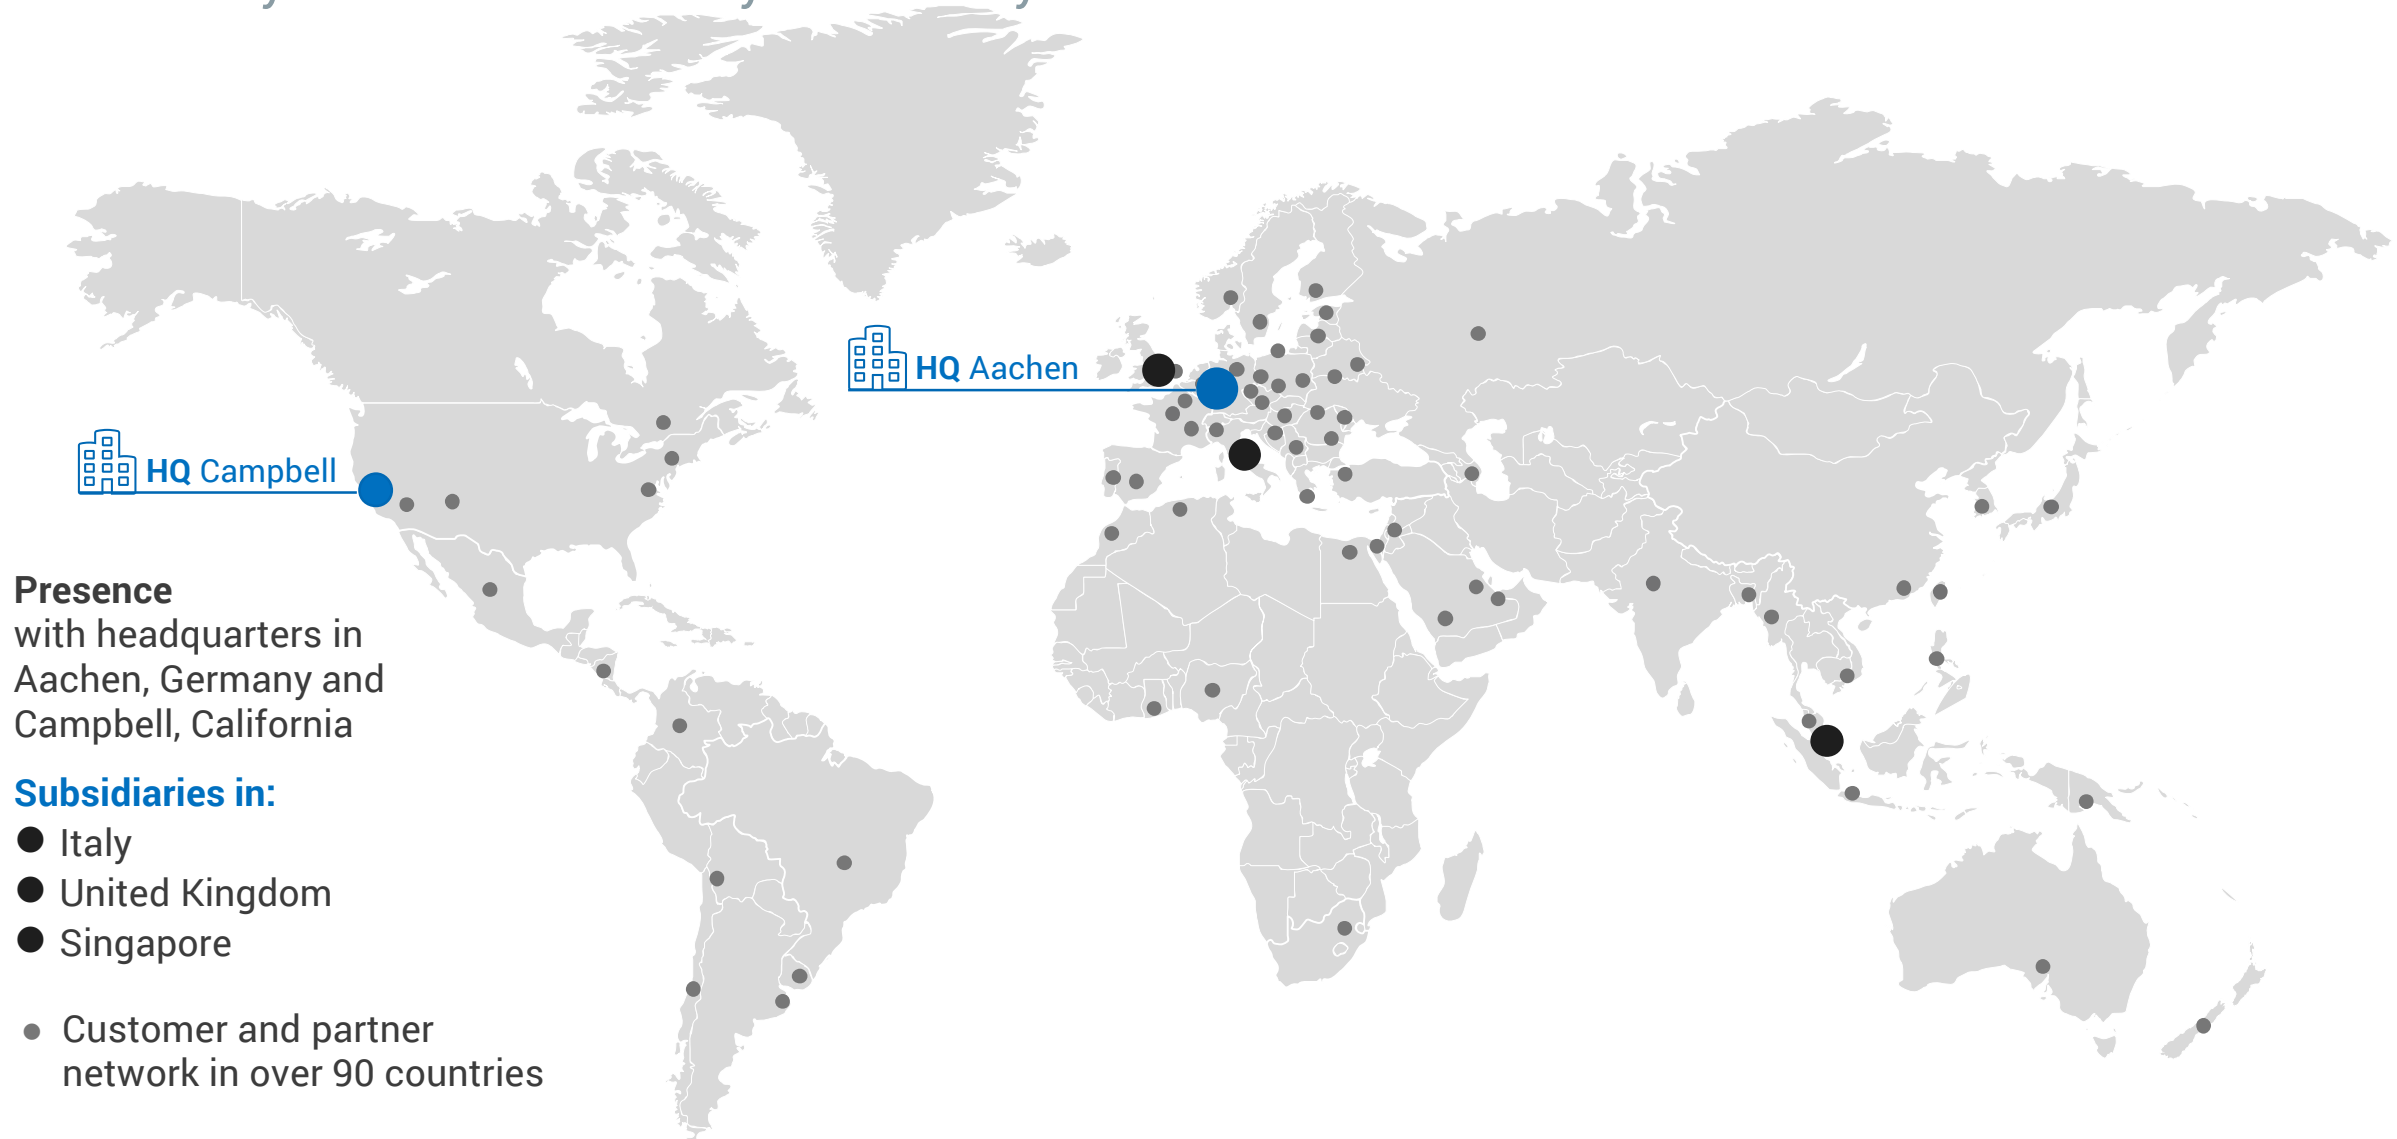 HQ Aachen
HQ Campbell
Presence
with headquarters in
Aachen, Germany and
Campbell, California
Subsidiaries in:
Italy
United Kingdom
Singapore
Customer and partner
network in over 90 countries